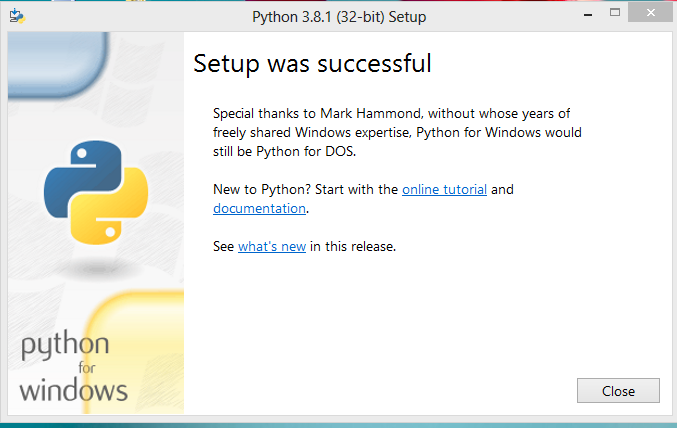 Python 3.8.1 (32-bit) Setup
Setup was successful
Special thanks to Mark Hammond, without whose years of
freely shared Windows expertise, Python for Windows would
still be Python for DOS.
New to Python? Start with the online tutorial and
documentation.
See what's new in this release.
python
for
windows
Close